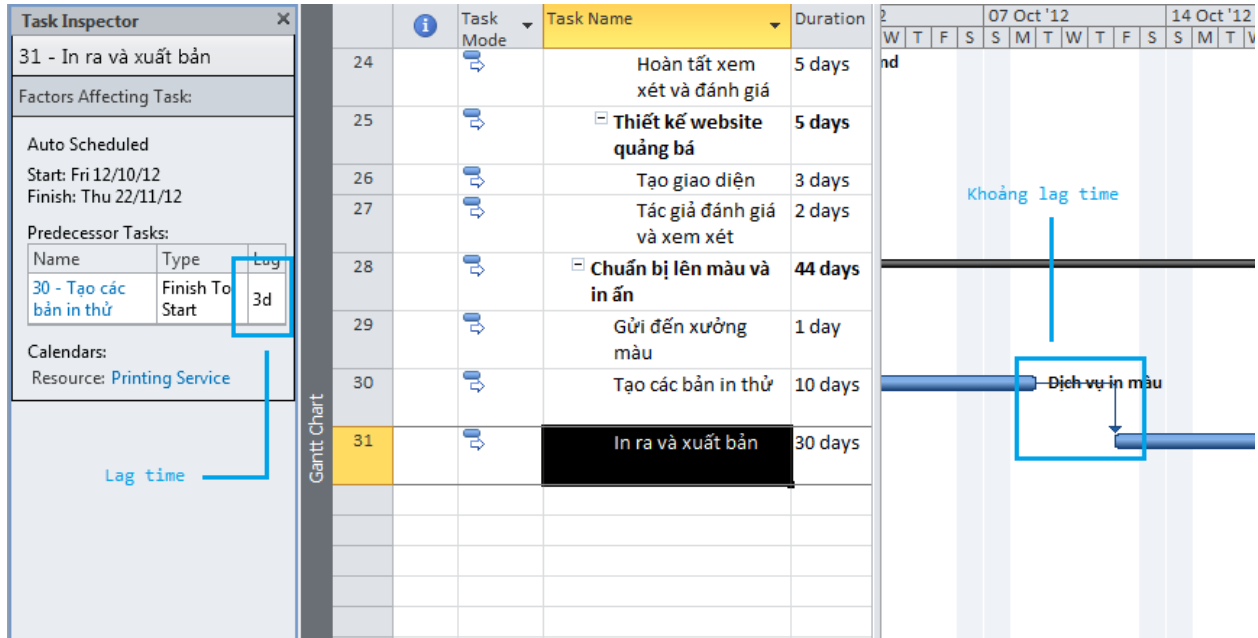 Task Inspector
31 - In ra và xuất bản
Factors Affecting Task:
Auto Scheduled
Start: Fri 12/10/12
Finish: Thu 22/11/12
Predecessor Tasks:
Name Type Lag
30 - Tạo các bản in thử
Finish To Start
3d
Calendars:
Resource: Printing Service
Lag time
Gantt Chart
Task Mode
Task Name
Duration
24 Hoàn tất xem 5 days
xét và đánh giá
25 Thiết kế website 5 days
quảng bá
26 Tạo giao diện 3 days
27 Tác giả đánh giá 2 days
và xem xét
28 Chuẩn bị lên màu và 44 days
in ấn
29 Gửi đến xưởng 1 day
màu
30 Tạo các bản in thử 10 days
31 In ra và xuất bản 30 days
2 07 Oct '12 14 Oct '12
W T F S S M T W T F S S M T W
nd
Khoảng lag time
Dịch vụ in màu